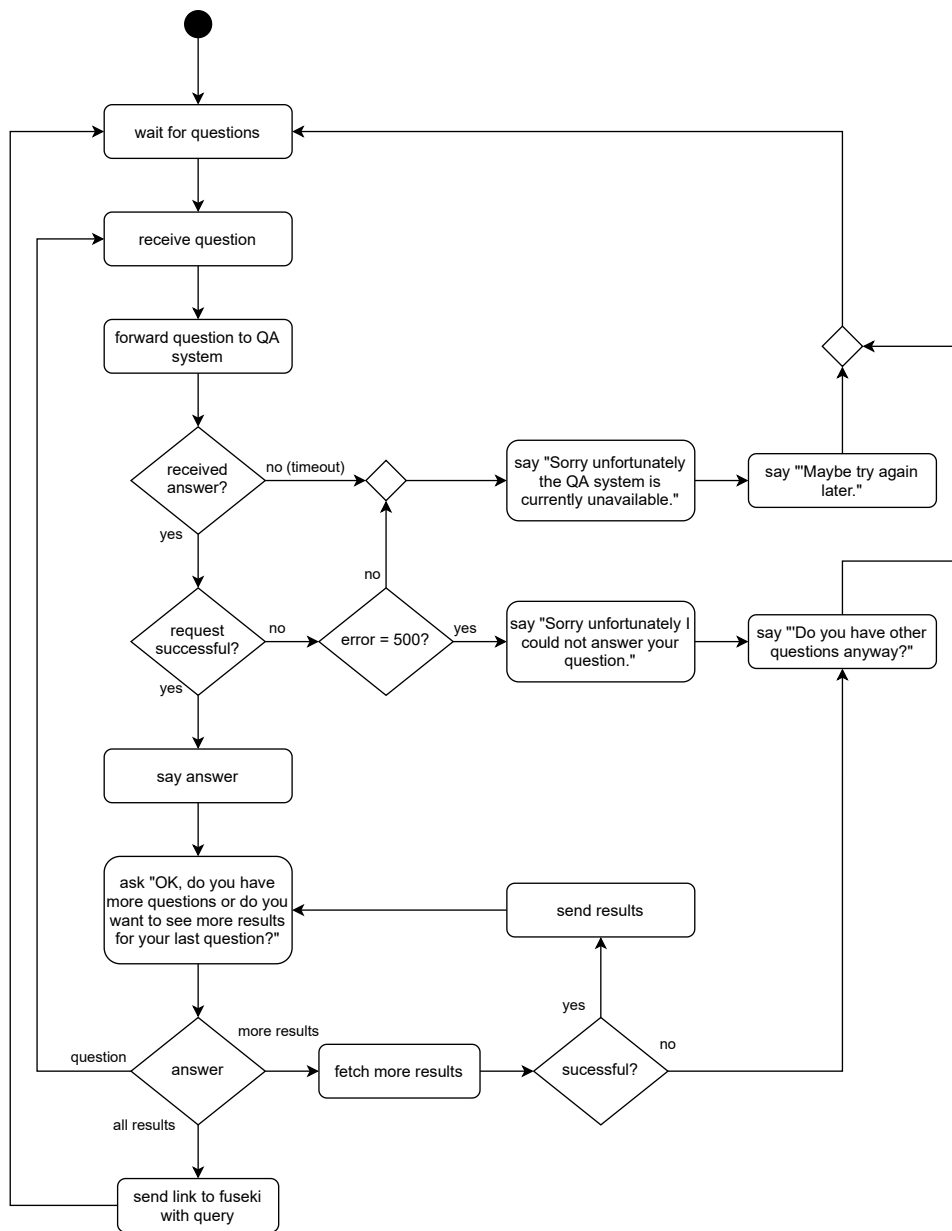 wait for questions
receive question
forward question to QA
system
received
answer?
no (timeout)
say "Sorry unfortunately
the QA system is
currently unavailable."
say "'Maybe try again
later."
yes
no
request
successful?
no
error = 500?
yes
say "Sorry unfortunately I
could not answer your
question."
say "'Do you have other
questions anyway?"
yes
say answer
ask "OK, do you have
more questions or do you
want to see more results
for your last question?"
send results
yes
more results
question
answer
fetch more results
sucessful?
no
all results
send link to fuseki
with query